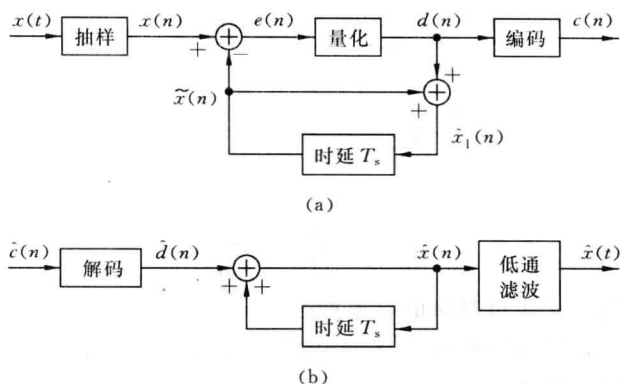 x(t) 抽样 x(n) + − e(n) 量化 d(n) 编码 c(n)
+
x̃(n) +
x̂₁(n)
时延 Tₛ
(a)
ĉ(n) 解码 d̂(n) + + x̂(n) 低通滤波 x̂(t)
时延 Tₛ
(b)